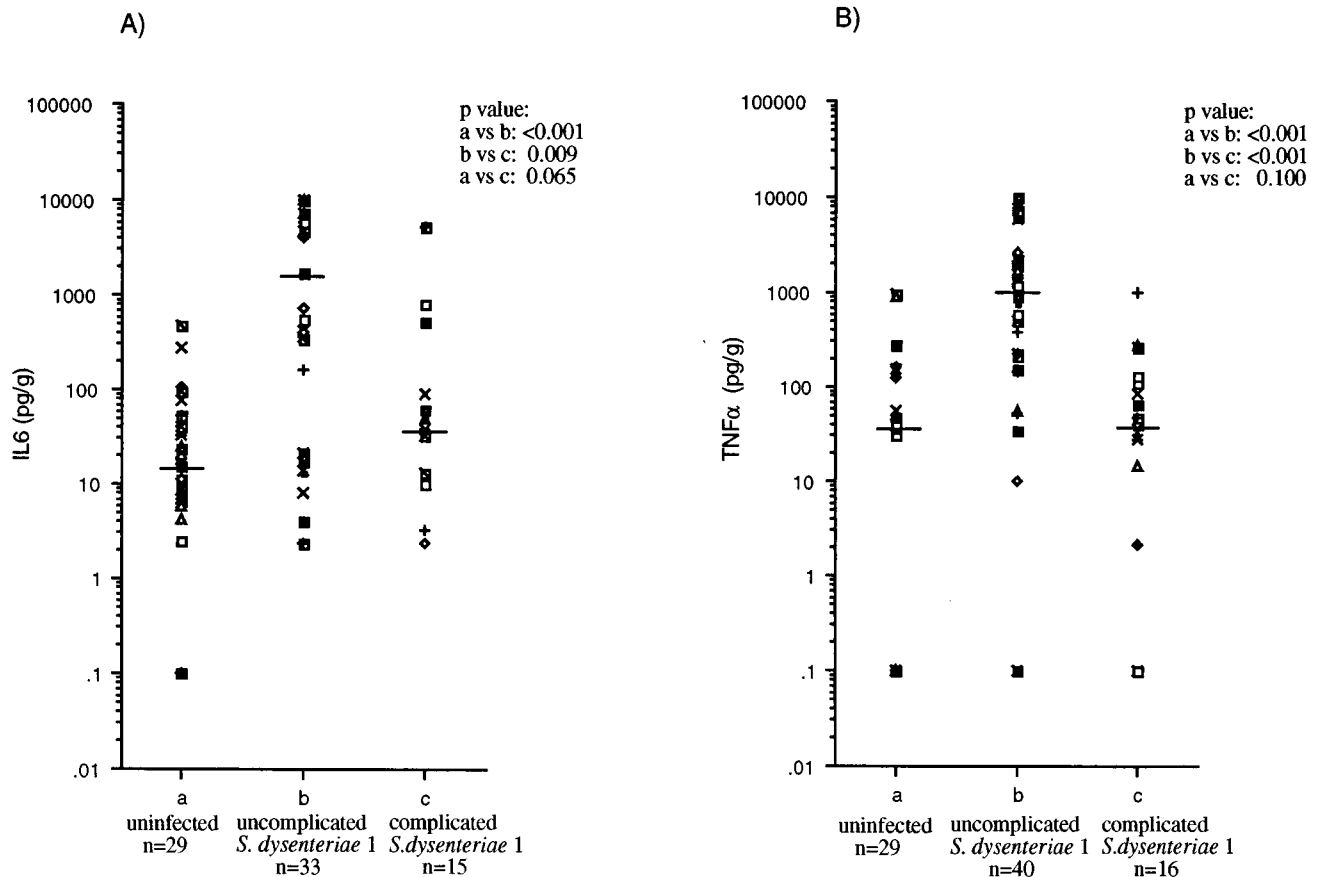 A)
p value:
a vs b: <0.001
b vs c: 0.009
a vs c: 0.065
100000
10000
1000
100
10
1
.1
.01
IL6 (pg/g)
a
b
c
uninfected
n=29
uncomplicated
S. dysenteriae 1
n=33
complicated
S.dysenteriae 1
n=15
B)
p value:
a vs b: <0.001
b vs c: <0.001
a vs c: 0.100
100000
10000
1000
100
10
1
.1
.01
TNFα (pg/g)
a
b
c
uninfected
n=29
uncomplicated
S. dysenteriae 1
n=40
complicated
S.dysenteriae 1
n=16